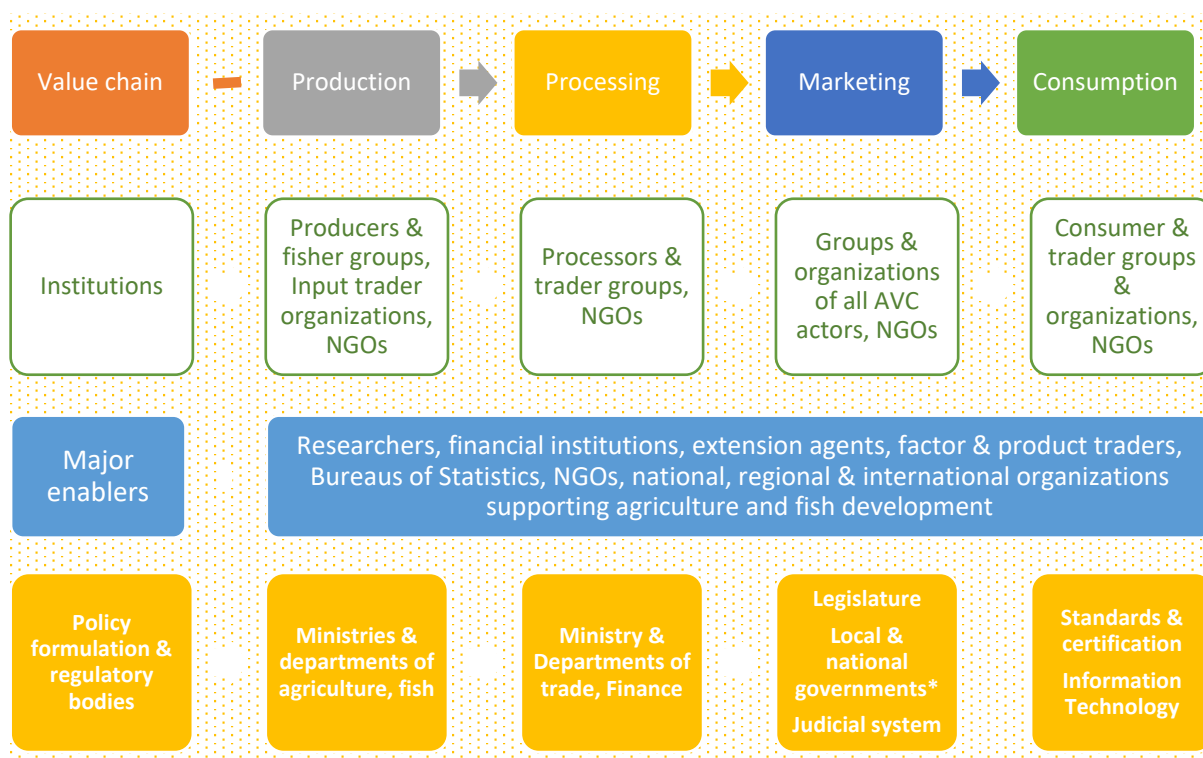 Value chain
Production
Processing
Marketing
Consumption
Institutions
Producers &
fisher groups,
Input trader
organizations,
NGOs
Processors &
trader groups,
NGOs
Groups &
organizations
of all AVC
actors, NGOs
Consumer &
trader groups
&
organizations,
NGOs
Major
enablers
Researchers, financial institutions, extension agents, factor & product traders,
Bureaus of Statistics, NGOs, national, regional & international organizations
supporting agriculture and fish development
Policy
formulation &
regulatory
bodies
Ministries &
departments of
agriculture, fish
Ministry &
Departments of
trade, Finance
Legislature
Local &
national
governments*
Judicial system
Standards &
certification
Information
Technology